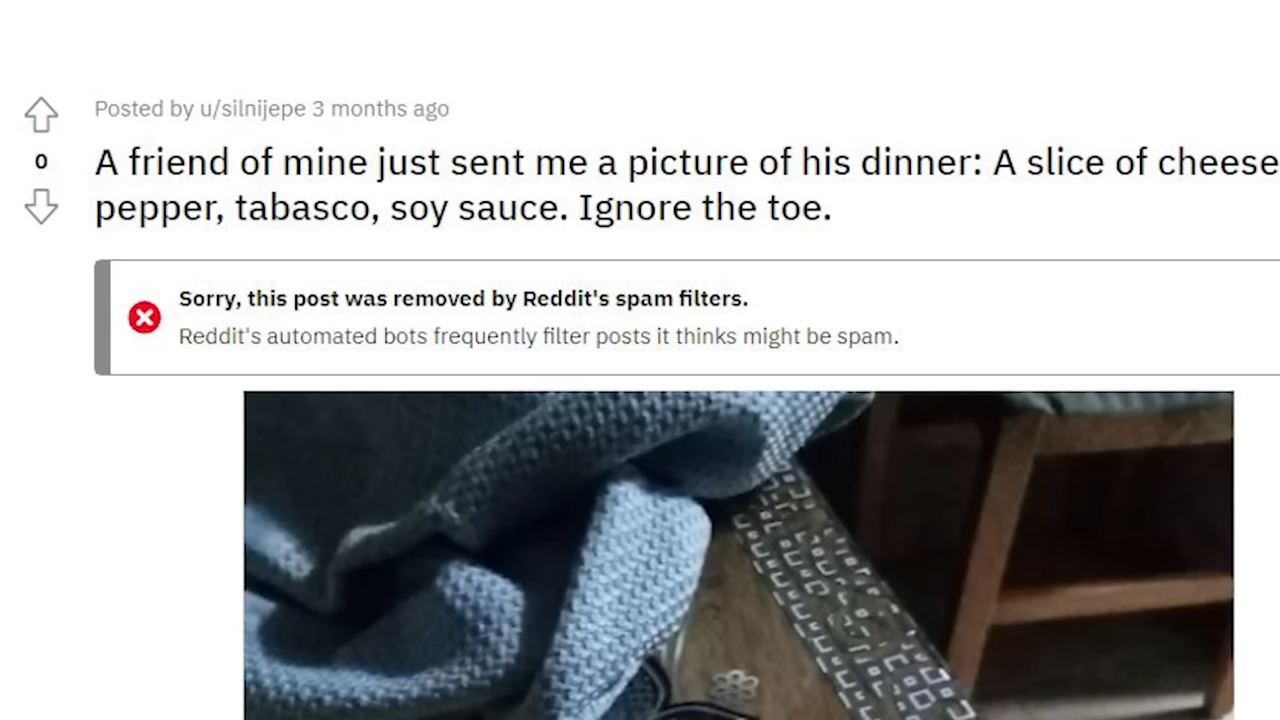 Posted by u/silnijepe 3 months ago
0
A friend of mine just sent me a picture of his dinner: A slice of cheese
pepper, tabasco, soy sauce. Ignore the toe.
Sorry, this post was removed by Reddit's spam filters.
Reddit's automated bots frequently filter posts it thinks might be spam.